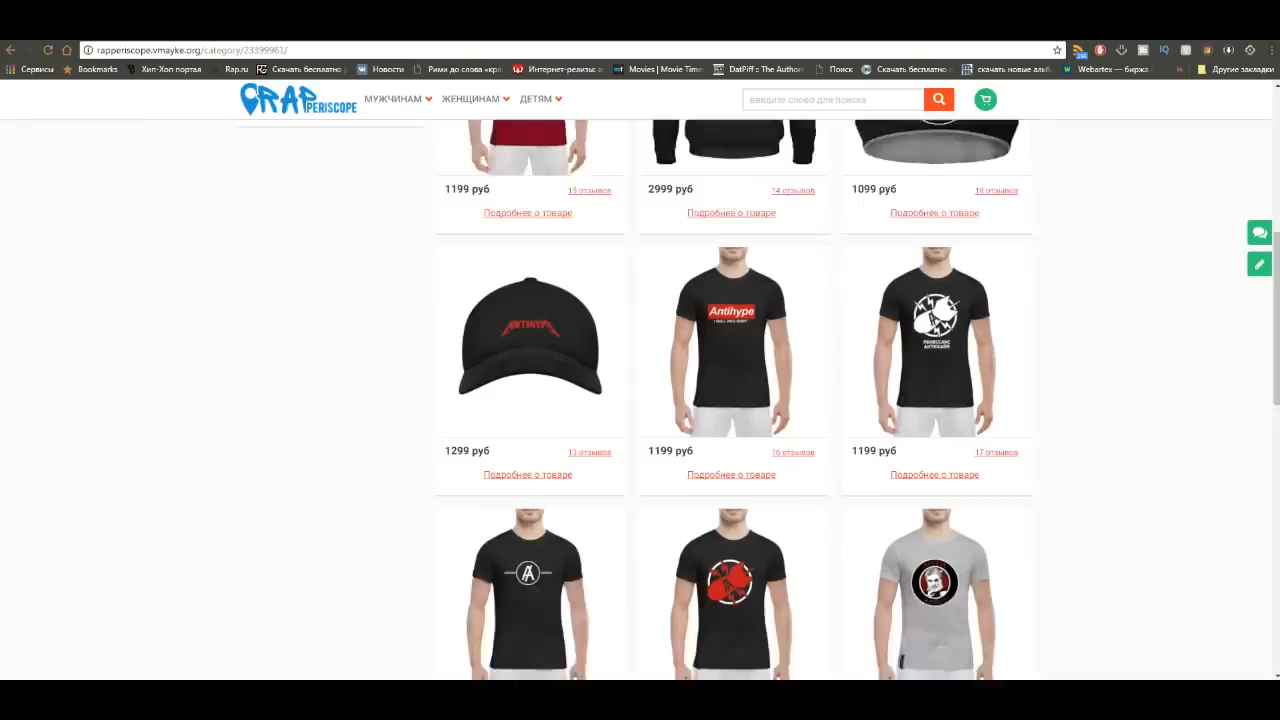 rapperiscope.vmayke.org/category/23399961/
Сервисы Bookmarks Хип-Хоп портал Rap.ru Скачать бесплатно Новости Рими до слова «кра Интернет-релизы: Movies | Movie Time DatPiff :: The Author Поиск Скачать бесплатно скачать новые альб Webartex — биржа » Другие закладки
RAP PERISCOPE МУЖЧИНАМ ЖЕНЩИНАМ ДЕТЯМ введите слово для поиска
1199 руб 15 отзывов 2999 руб 14 отзывов 1099 руб 18 отзывов
Подробнее о товаре Подробнее о товаре Подробнее о товаре
ANTIHYPE
Antihype
РЕНЕССАНС
АНТИХАЙП
1299 руб 13 отзывов 1199 руб 16 отзывов 1199 руб 17 отзывов
Подробнее о товаре Подробнее о товаре Подробнее о товаре